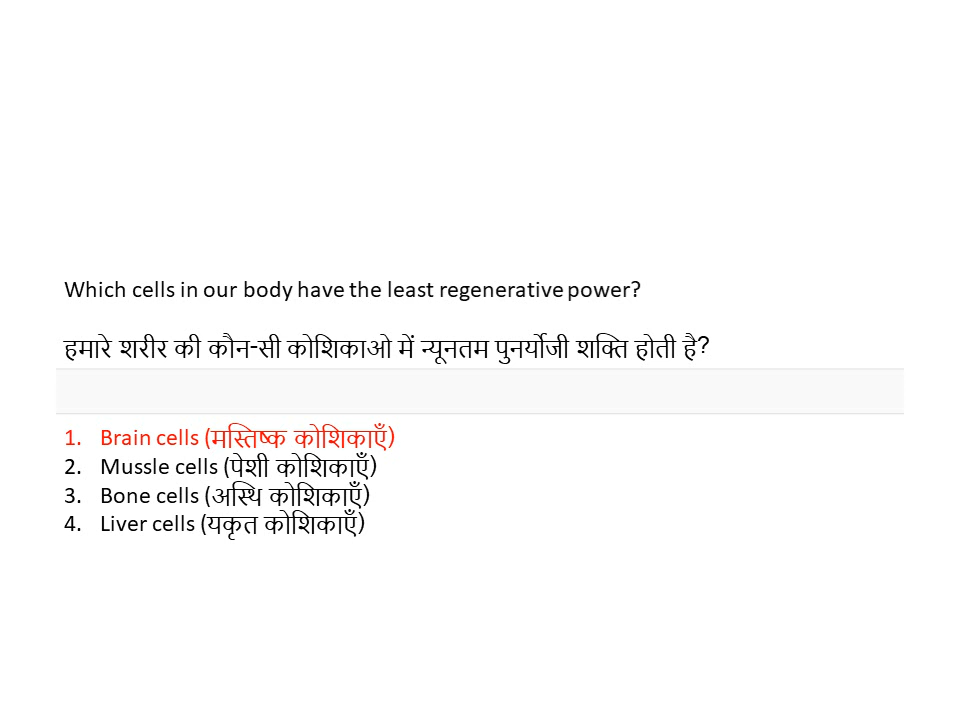 Which cells in our body have the least regenerative power?
हमारे शरीर की कौन-सी कोशिकाओ में न्यूनतम पुनर्योजी शक्ति होती है?
1. Brain cells (मस्तिष्क कोशिकाएँ)
2. Mussle cells (पेशी कोशिकाएँ)
3. Bone cells (अस्थि कोशिकाएँ)
4. Liver cells (यकृत कोशिकाएँ)